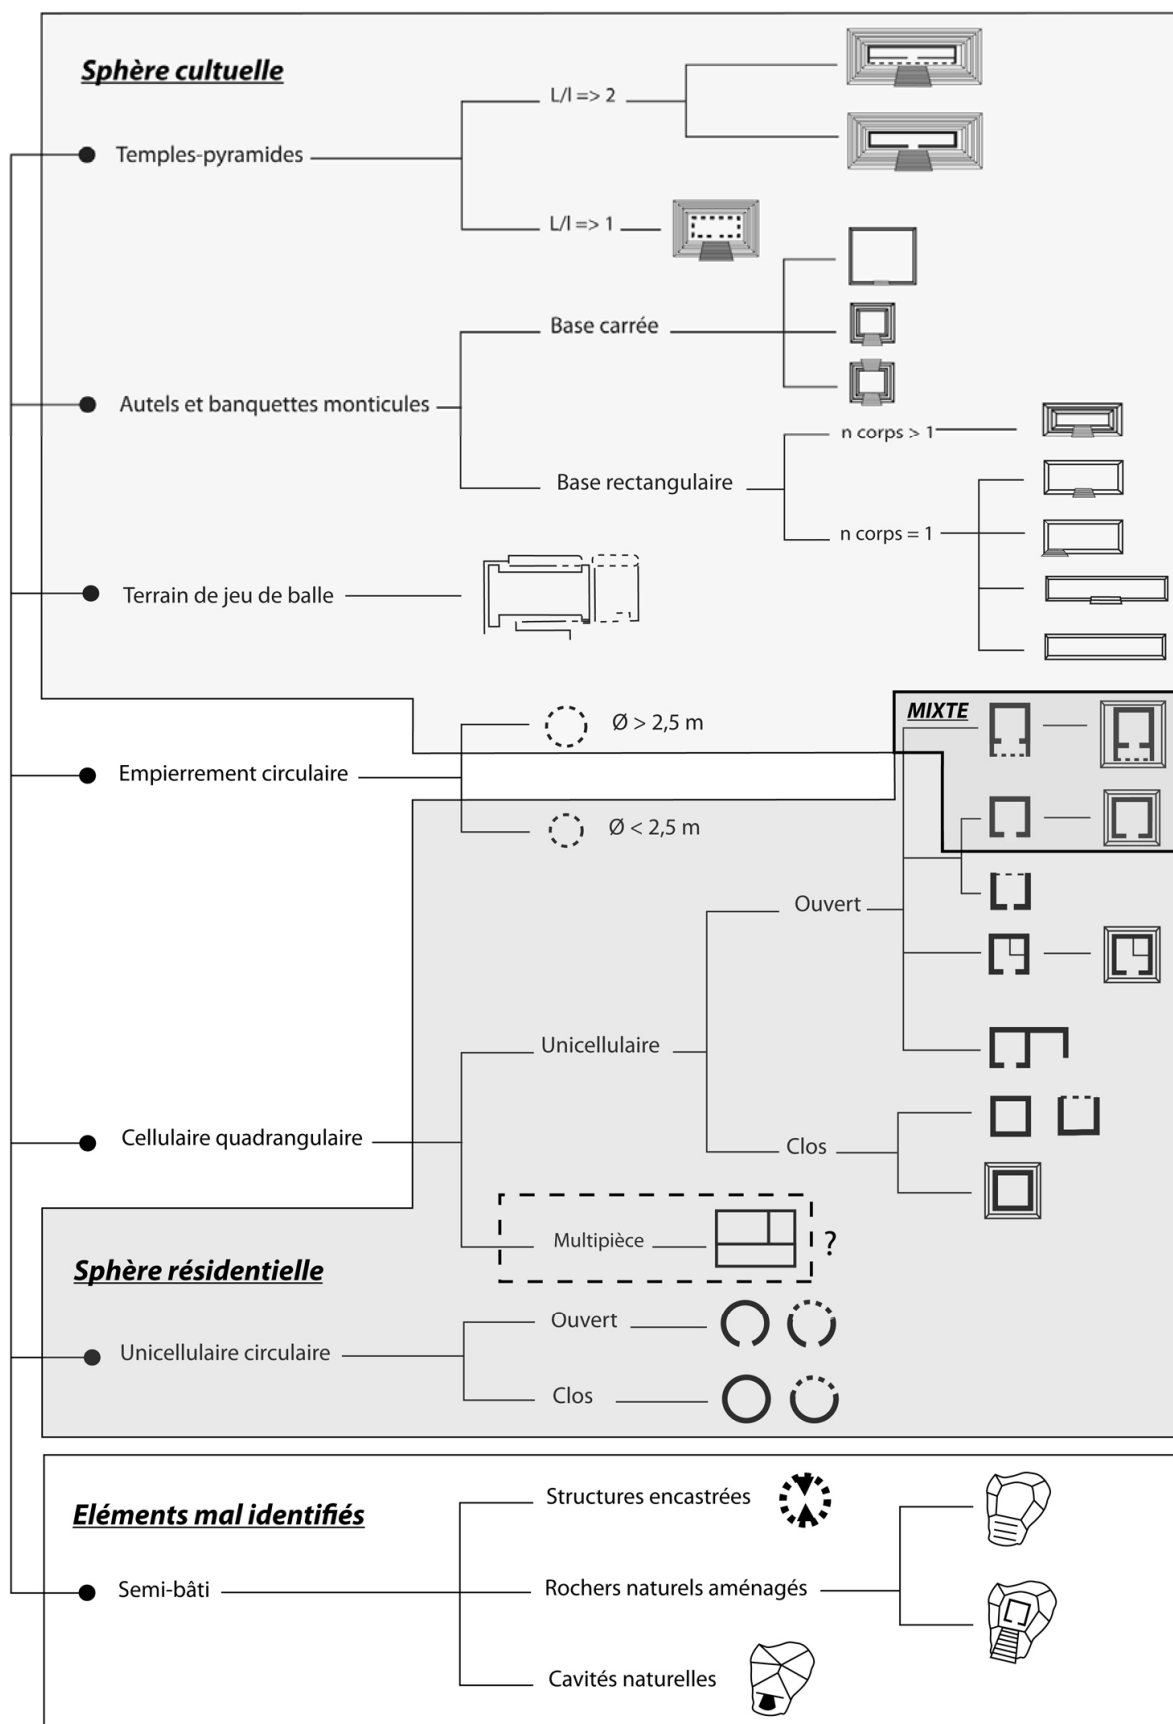 Sphère cultuelle
L/l => 2
Temples-pyramides
L/l => 1
Base carrée
Autels et banquettes monticules
n corps > 1
Base rectangulaire
n corps = 1
Terrain de jeu de balle
MIXTE
Ø > 2,5 m
Empierrement circulaire
Ø < 2,5 m
Ouvert
Unicellulaire
Cellulaire quadrangulaire
Clos
Multipièce
?
Sphère résidentielle
Ouvert
Unicellulaire circulaire
Clos
Eléments mal identifiés
Structures encastrées
Semi-bâti
Rochers naturels aménagés
Cavités naturelles